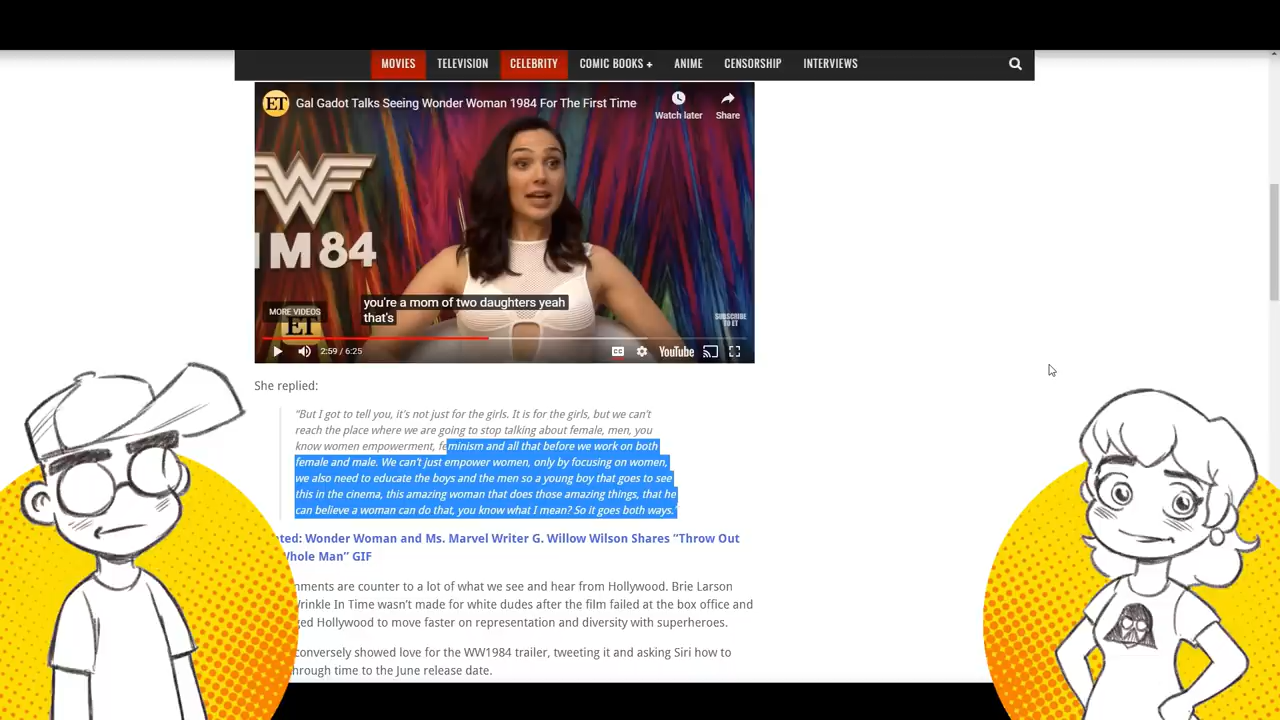 MOVIES TELEVISION CELEBRITY COMIC BOOKS + ANIME CENSORSHIP INTERVIEWS
ET Gal Gadot Talks Seeing Wonder Woman 1984 For The First Time
Watch later Share
M84
you're a mom of two daughters yeah
that's
MORE VIDEOS
ET
SUBSCRIBE
TO ET
2:59 / 6:25 CC YouTube
She replied:
“But I got to tell you, it’s not just for the girls. It is for the girls, but we can’t
reach the place where we are going to stop talking about female, men, you
know women empowerment, feminism and all that before we work on both
female and male. We can’t just empower women, only by focusing on women,
we also need to educate the boys and the men so a young boy that goes to see
this in the cinema, this amazing woman that does those amazing things, that he
can believe a woman can do that, you know what I mean? So it goes both ways.”
ted: Wonder Woman and Ms. Marvel Writer G. Willow Wilson Shares “Throw Out
Whole Man” GIF
mments are counter to a lot of what we see and hear from Hollywood. Brie Larson
Wrinkle In Time wasn’t made for white dudes after the film failed at the box office and
ged Hollywood to move faster on representation and diversity with superheroes.
conversely showed love for the WW1984 trailer, tweeting it and asking Siri how to
hrough time to the June release date.